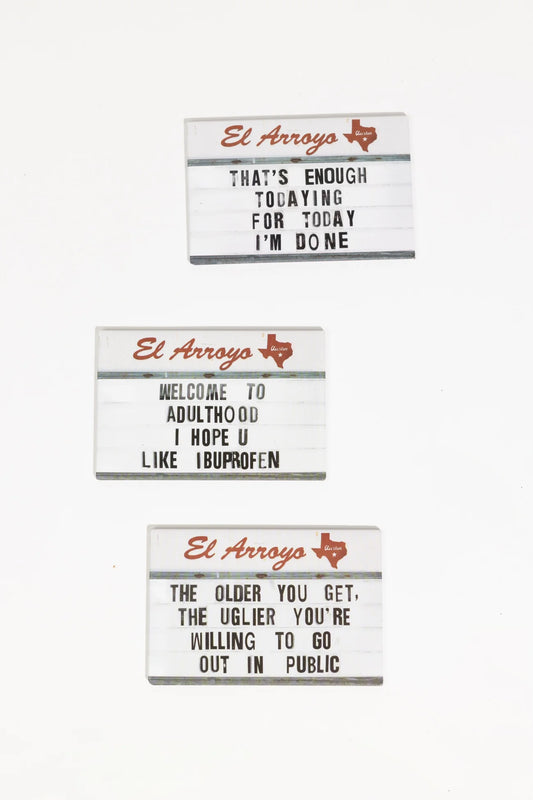 El Arroyo
THAT'S ENOUGH
TODAYING
FOR TODAY
I'M DONE
El Arroyo
WELCOME TO
ADULTHOOD
I HOPE U
LIKE IBUPROFEN
El Arroyo
THE OLDER YOU GET,
THE UGLIER YOU'RE
WILLING TO GO
OUT IN PUBLIC